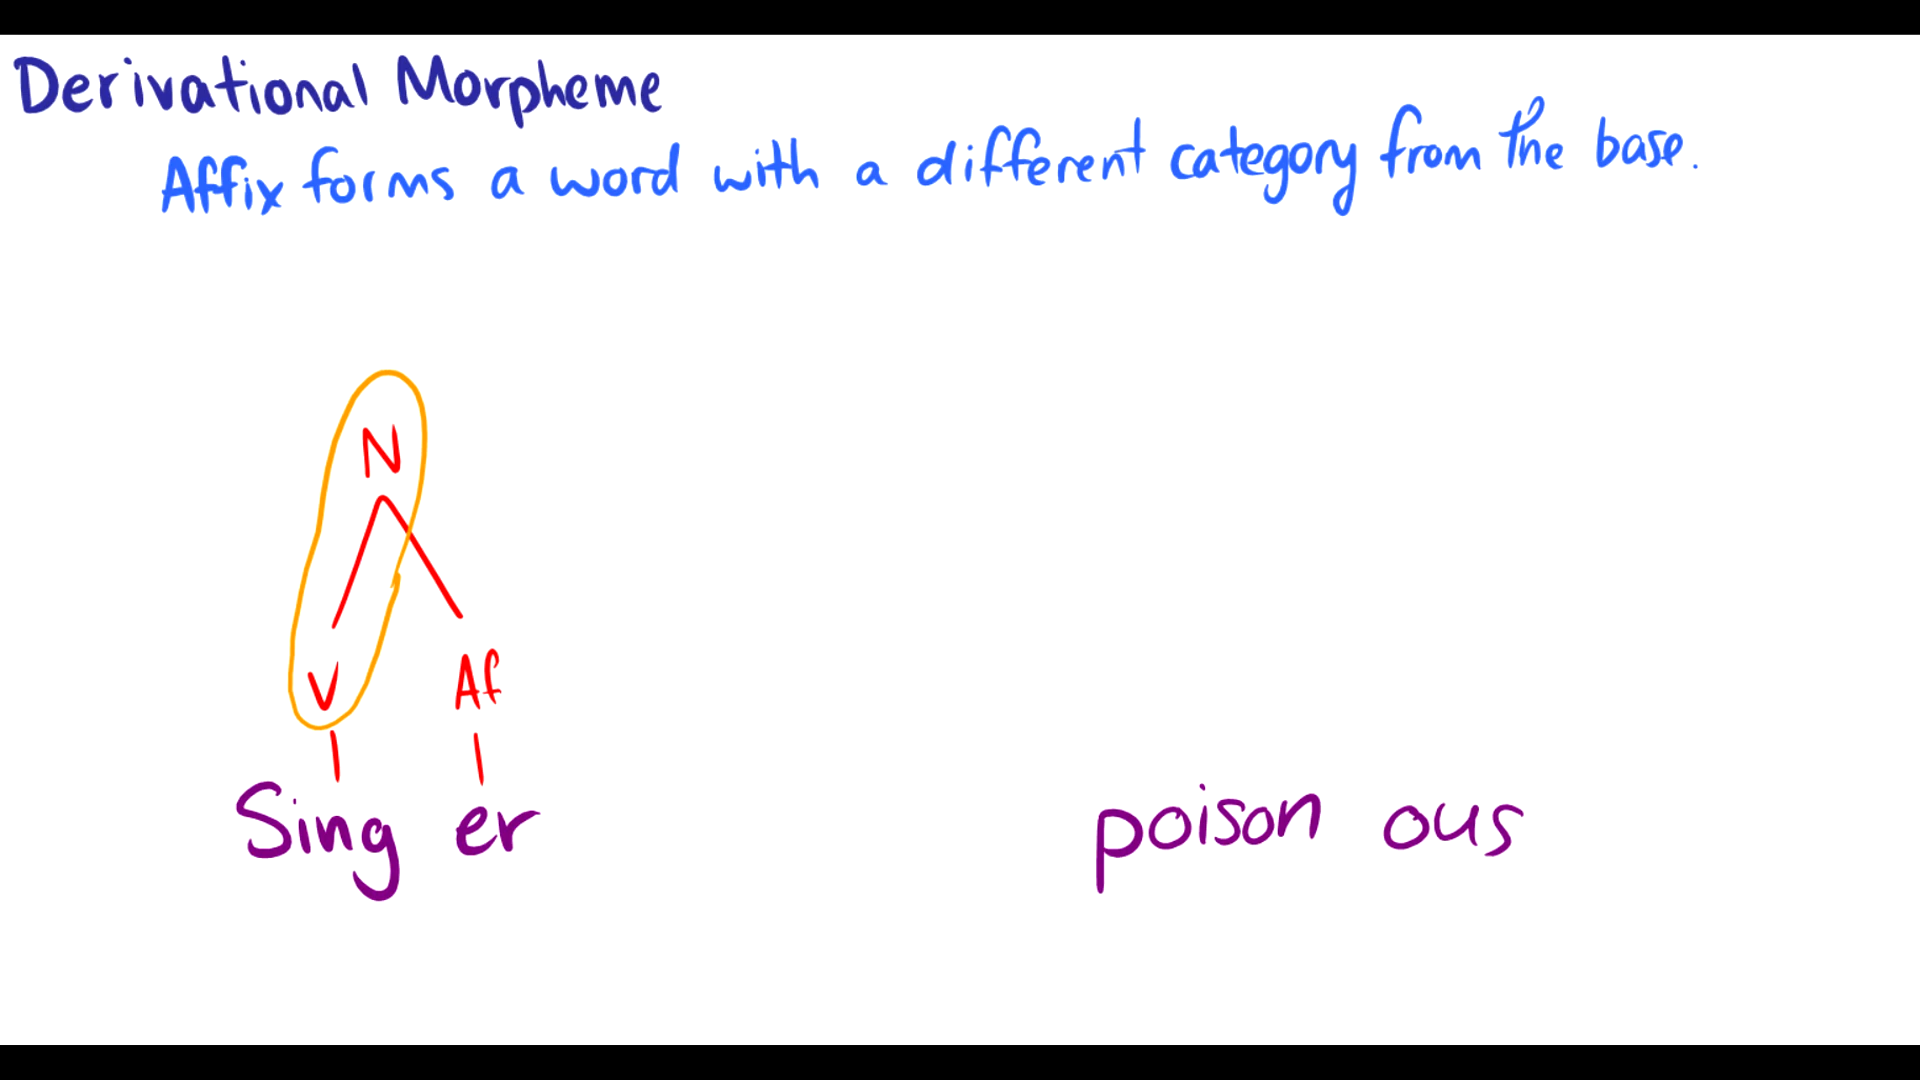 Derivational Morpheme
Affix forms a word with a different category from the base.
N
V Af
Sing er
poison ous